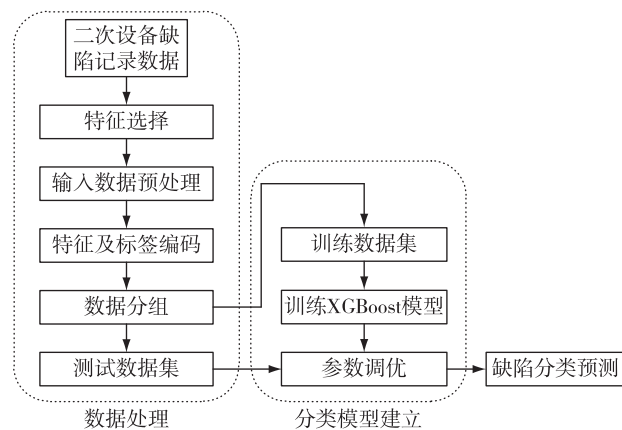 二次设备缺
陷记录数据
特征选择
输入数据预处理
特征及标签编码
数据分组
测试数据集
数据处理
训练数据集
训练XGBoost模型
参数调优
分类模型建立
缺陷分类预测